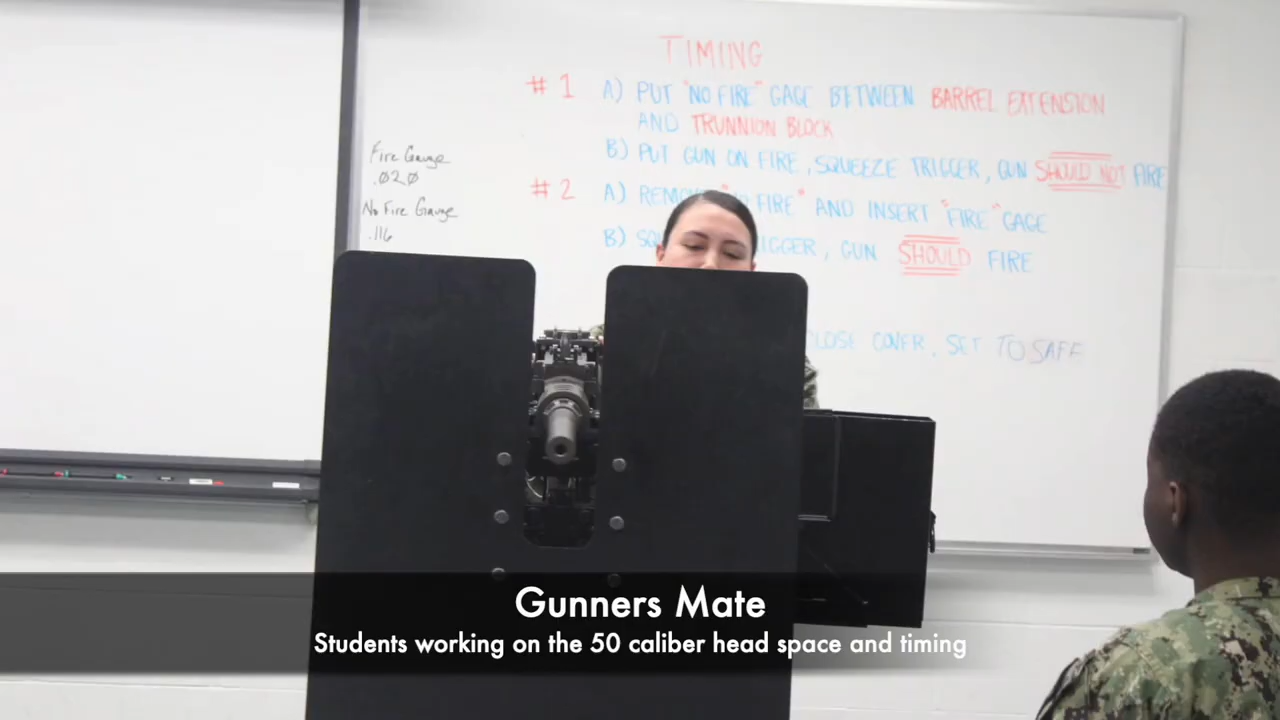 TIMING
#1 A) PUT "NO FIRE" GAGE BETWEEN BARREL EXTENSION
AND TRUNNION BLOCK
B) PUT GUN ON FIRE, SQUEEZE TRIGGER, GUN SHOULD NOT FIRE
#2 A) FIRE" AND INSERT "FIRE" GAGE
B) GUN SHOULD FIRE
COVER, SET TO SAFE
Fire Gauge
.020
No Fire Gauge
.116
Gunners Mate
Students working on the 50 caliber head space and timing